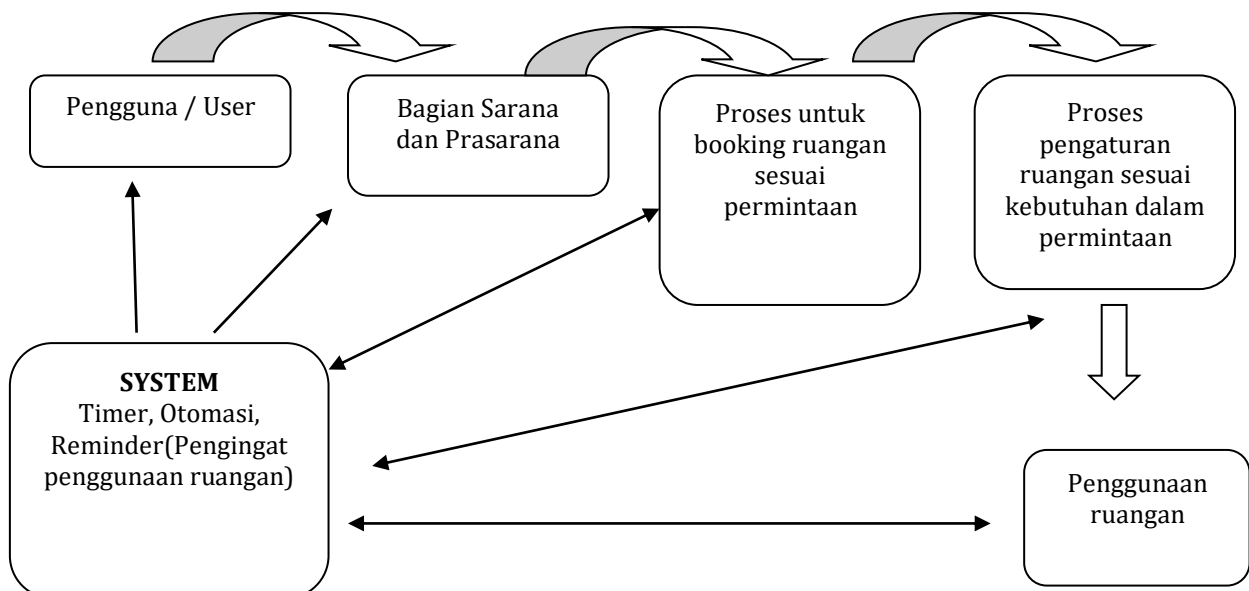 Pengguna / User
Bagian Sarana
dan Prasarana
Proses untuk
booking ruangan
sesuai
permintaan
Proses
pengaturan
ruangan sesuai
kebutuhan dalam
permintaan
SYSTEM
Timer, Otomasi,
Reminder(Pengingat
penggunaan ruangan)
Penggunaan
ruangan